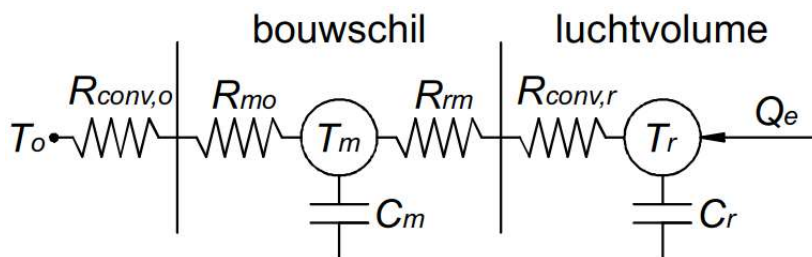 bouwschil luchtvolume
Rconv,o Rmo Rrm Rconv,r Qe
To Tm Tr
Cm Cr